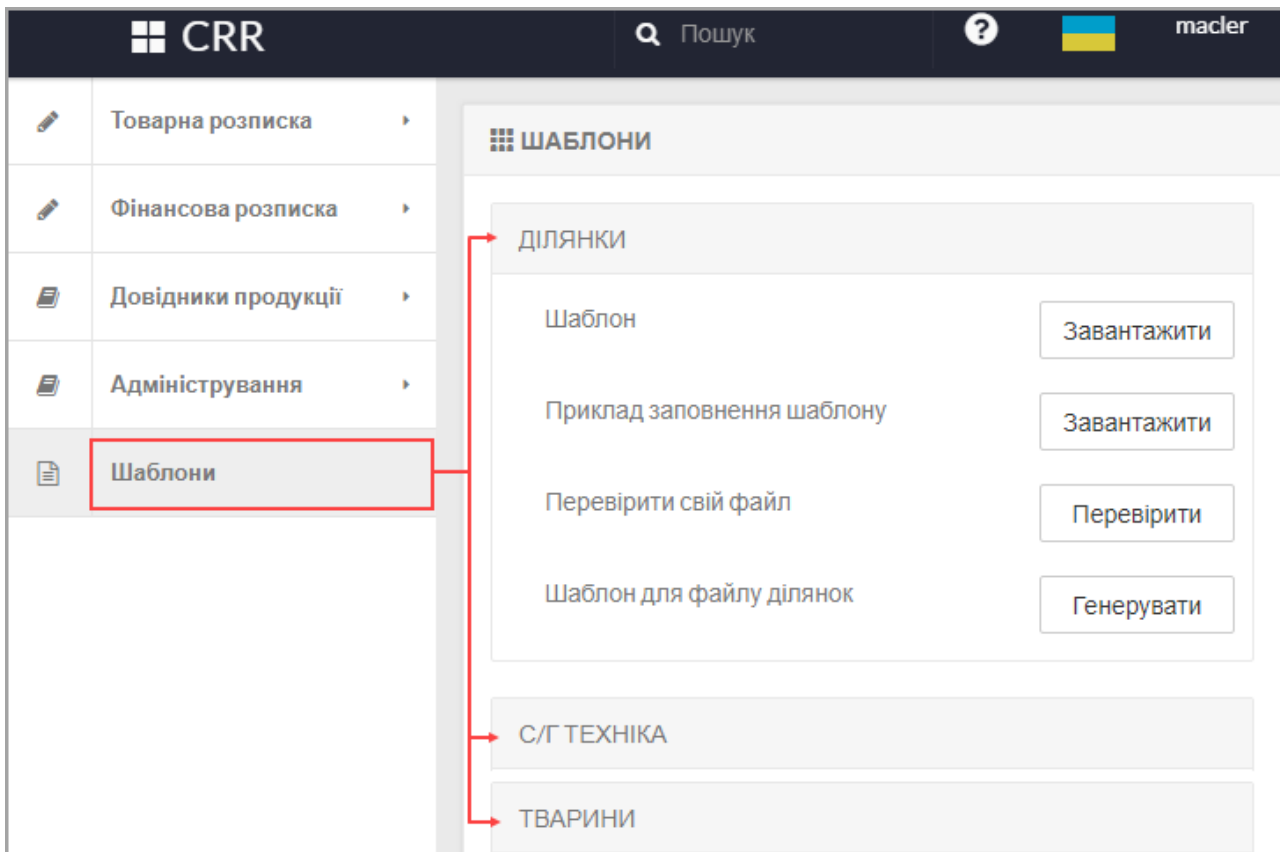 CRR
Пошук
macler
Товарна розписка
Фінансова розписка
Довідники продукції
Адміністрування
Шаблони
ШАБЛОНИ
ДІЛЯНКИ
Шаблон
Завантажити
Приклад заповнення шаблону
Завантажити
Перевірити свій файл
Перевірити
Шаблон для файлу ділянок
Генерувати
С/Г ТЕХНІКА
ТВАРИНИ